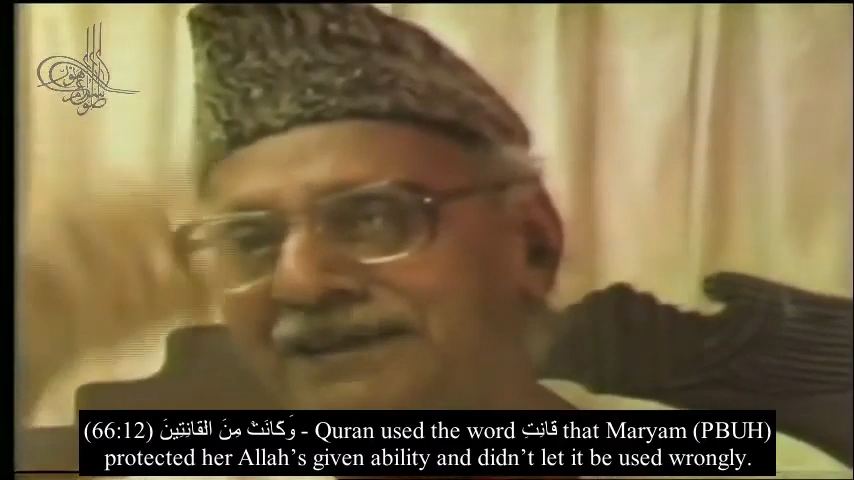 (66:12) وَكَانَتْ مِنَ الْقَانِتِينَ - Quran used the word قَانِتِ that Maryam (PBUH)
protected her Allah's given ability and didn't let it be used wrongly.